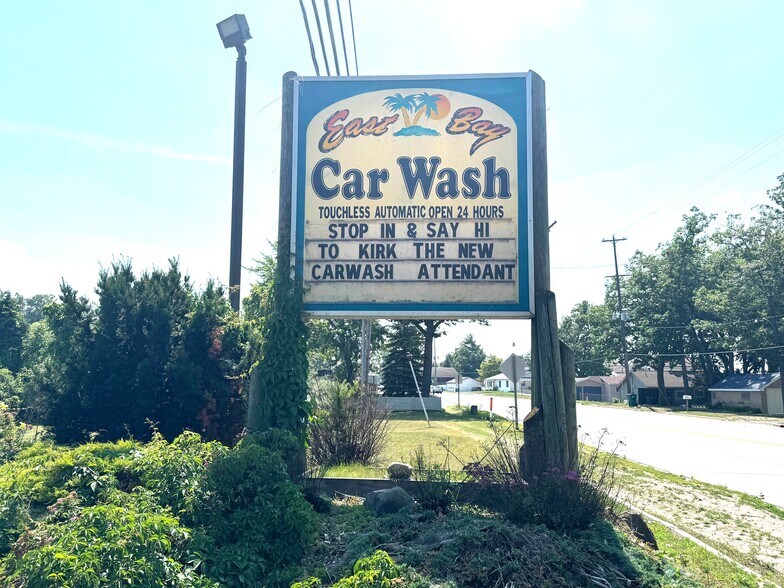 East Bay
Car Wash
TOUCHLESS AUTOMATIC OPEN 24 HOURS
STOP IN & SAY HI
TO KIRK THE NEW
CARWASH ATTENDANT